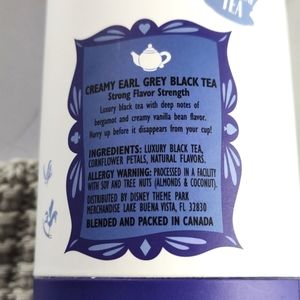 TEA
CREAMY EARL GREY BLACK TEA
Strong Flavor Strength
Luxury black tea with deep notes of
bergamot and creamy vanilla bean flavor.
Hurry up before it disappears from your cup!
INGREDIENTS: LUXURY BLACK TEA,
CORNFLOWER PETALS, NATURAL FLAVORS.
ALLERGY WARNING: PROCESSED IN A FACILITY
WITH SOY AND TREE NUTS (ALMONDS & COCONUT).
DISTRIBUTED BY DISNEY THEME PARK
MERCHANDISE LAKE BUENA VISTA, FL 32830
BLENDED AND PACKED IN CANADA